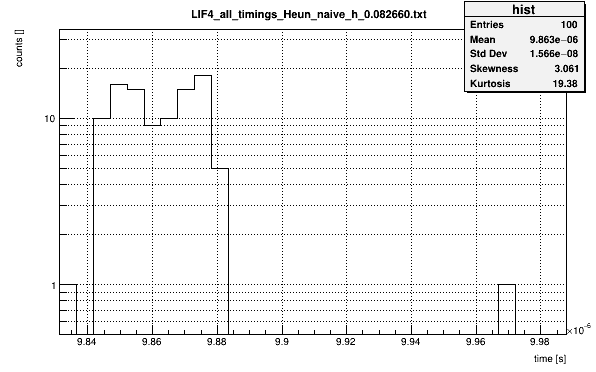 LIF4_all_timings_Heun_naive_h_0.082660.txt
hist
Entries 100
Mean 9.863e−06
Std Dev 1.566e−08
Skewness 3.061
Kurtosis 19.38
counts []
10
1
9.84 9.86 9.88 9.9 9.92 9.94 9.96 9.98
×10⁻⁶
time [s]